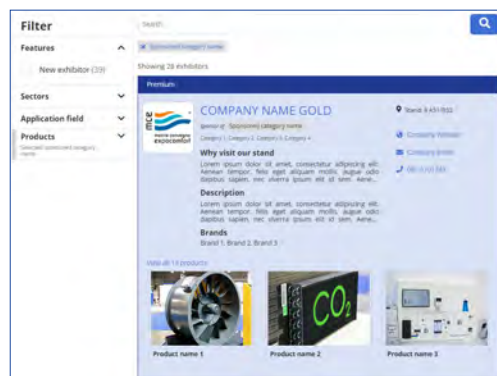 Filter
Search
Features
New exhibitor (29)
Sectors
Application field
Products
Selected sponsored category name
Sponsored category name
Showing 28 exhibitors
Premium
mce
mostra convegno
expocomfort
COMPANY NAME GOLD
Sponsor of Sponsored category name
Category 1, Category 2, Category 3, Category 4
Stand:
Company Website
Company Email
Why visit our stand
Lorem ipsum dolor sit amet, consectetur adipiscing elit.
Aenean tempor, felis eget aliquam mollis, augue odio
dapibus sapien, nec viverra ipsum elit id sem. Aene...
Description
Lorem ipsum dolor sit amet, consectetur adipiscing elit.
Aenean tempor, felis eget aliquam mollis, augue odio
dapibus sapien, nec viverra ipsum elit id sem. Aene...
Brands
Brand 1, Brand 2, Brand 3
View all 13 products
CO2
Product name 1
Product name 2
Product name 3